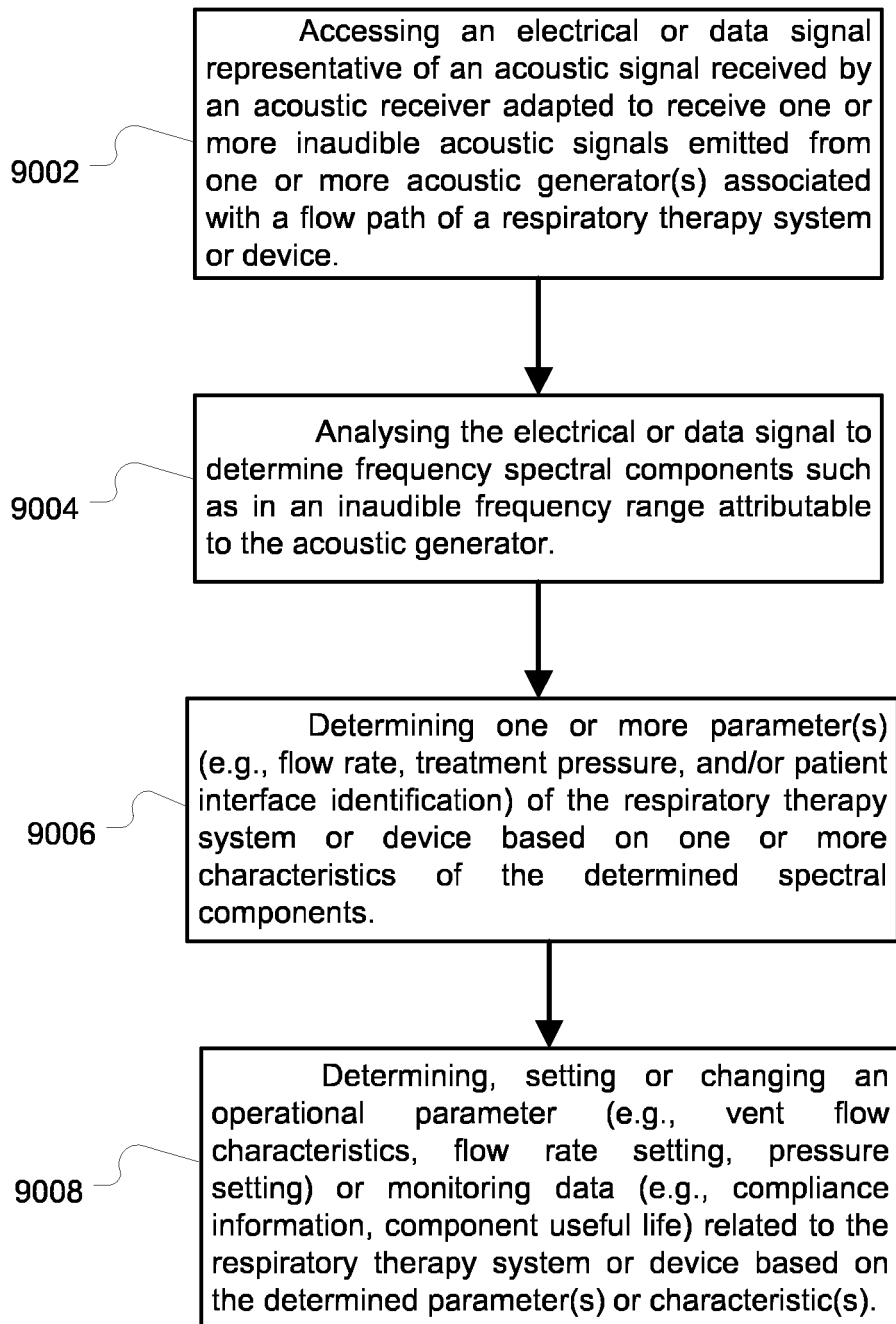 Accessing an electrical or data signal
representative of an acoustic signal received by
an acoustic receiver adapted to receive one or
more inaudible acoustic signals emitted from
one or more acoustic generator(s) associated
with a flow path of a respiratory therapy system
or device.
9002
Analysing the electrical or data signal to
determine frequency spectral components such
as in an inaudible frequency range attributable
to the acoustic generator.
9004
Determining one or more parameter(s)
(e.g., flow rate, treatment pressure, and/or patient
interface identification) of the respiratory therapy
system or device based on one or more
characteristics of the determined spectral
components.
9006
Determining, setting or changing an
operational parameter (e.g., vent flow
characteristics, flow rate setting, pressure
setting) or monitoring data (e.g., compliance
information, component useful life) related to the
respiratory therapy system or device based on
the determined parameter(s) or characteristic(s).
9008